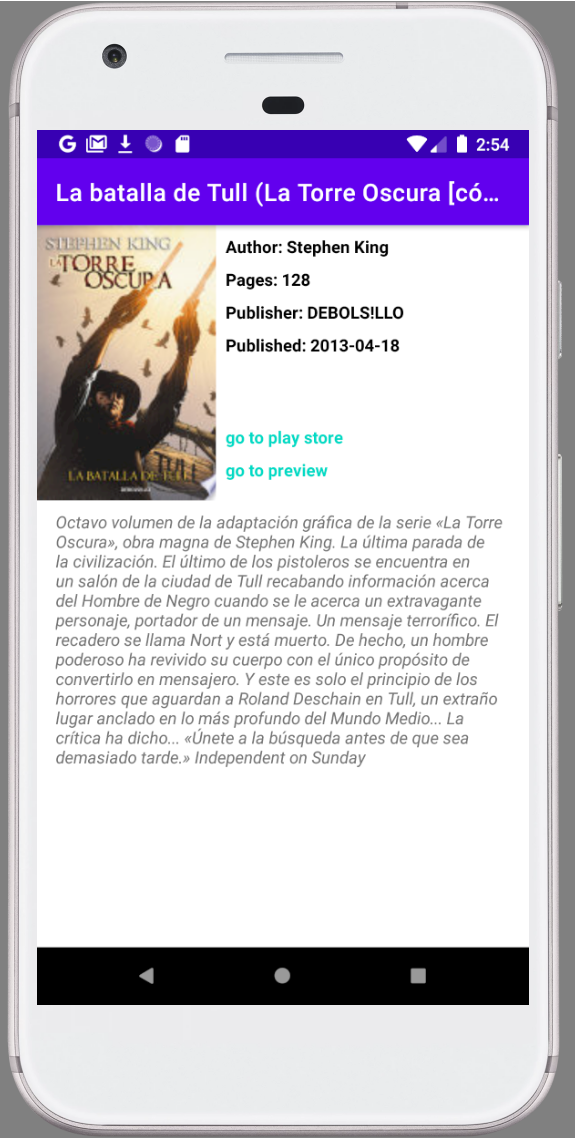 2:54
La batalla de Tull (La Torre Oscura [có...
STEPHEN KING
LA TORRE
OSCURA
LA BATALLA DE TULL
Author: Stephen King
Pages: 128
Publisher: DEBOLS!LLO
Published: 2013-04-18
go to play store
go to preview
Octavo volumen de la adaptación gráfica de la serie «La Torre
Oscura», obra magna de Stephen King. La última parada de
la civilización. El último de los pistoleros se encuentra en
un salón de la ciudad de Tull recabando información acerca
del Hombre de Negro cuando se le acerca un extravagante
personaje, portador de un mensaje. Un mensaje terrorífico. El
recadero se llama Nort y está muerto. De hecho, un hombre
poderoso ha revivido su cuerpo con el único propósito de
convertirlo en mensajero. Y este es solo el principio de los
horrores que aguardan a Roland Deschain en Tull, un extraño
lugar anclado en lo más profundo del Mundo Medio... La
crítica ha dicho... «Únete a la búsqueda antes de que sea
demasiado tarde.» Independent on Sunday